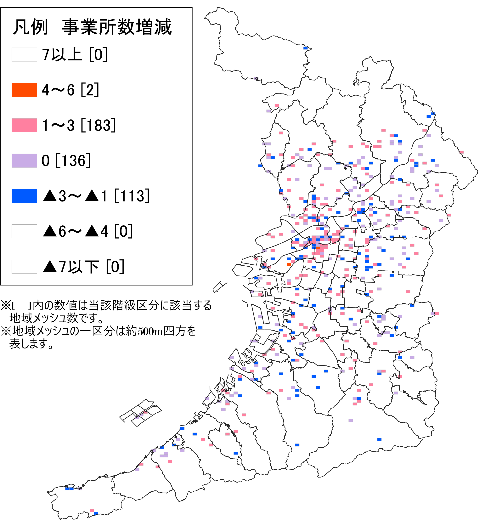 凡例 事業所数増減
7以上 [0]
4～6 [2]
1～3 [183]
0 [136]
▲3～▲1 [113]
▲6～▲4 [0]
▲7以下 [0]
※[ ]内の数値は当該階級区分に該当する
地域メッシュ数です。
※地域メッシュの一区分は約500m四方を
表します。